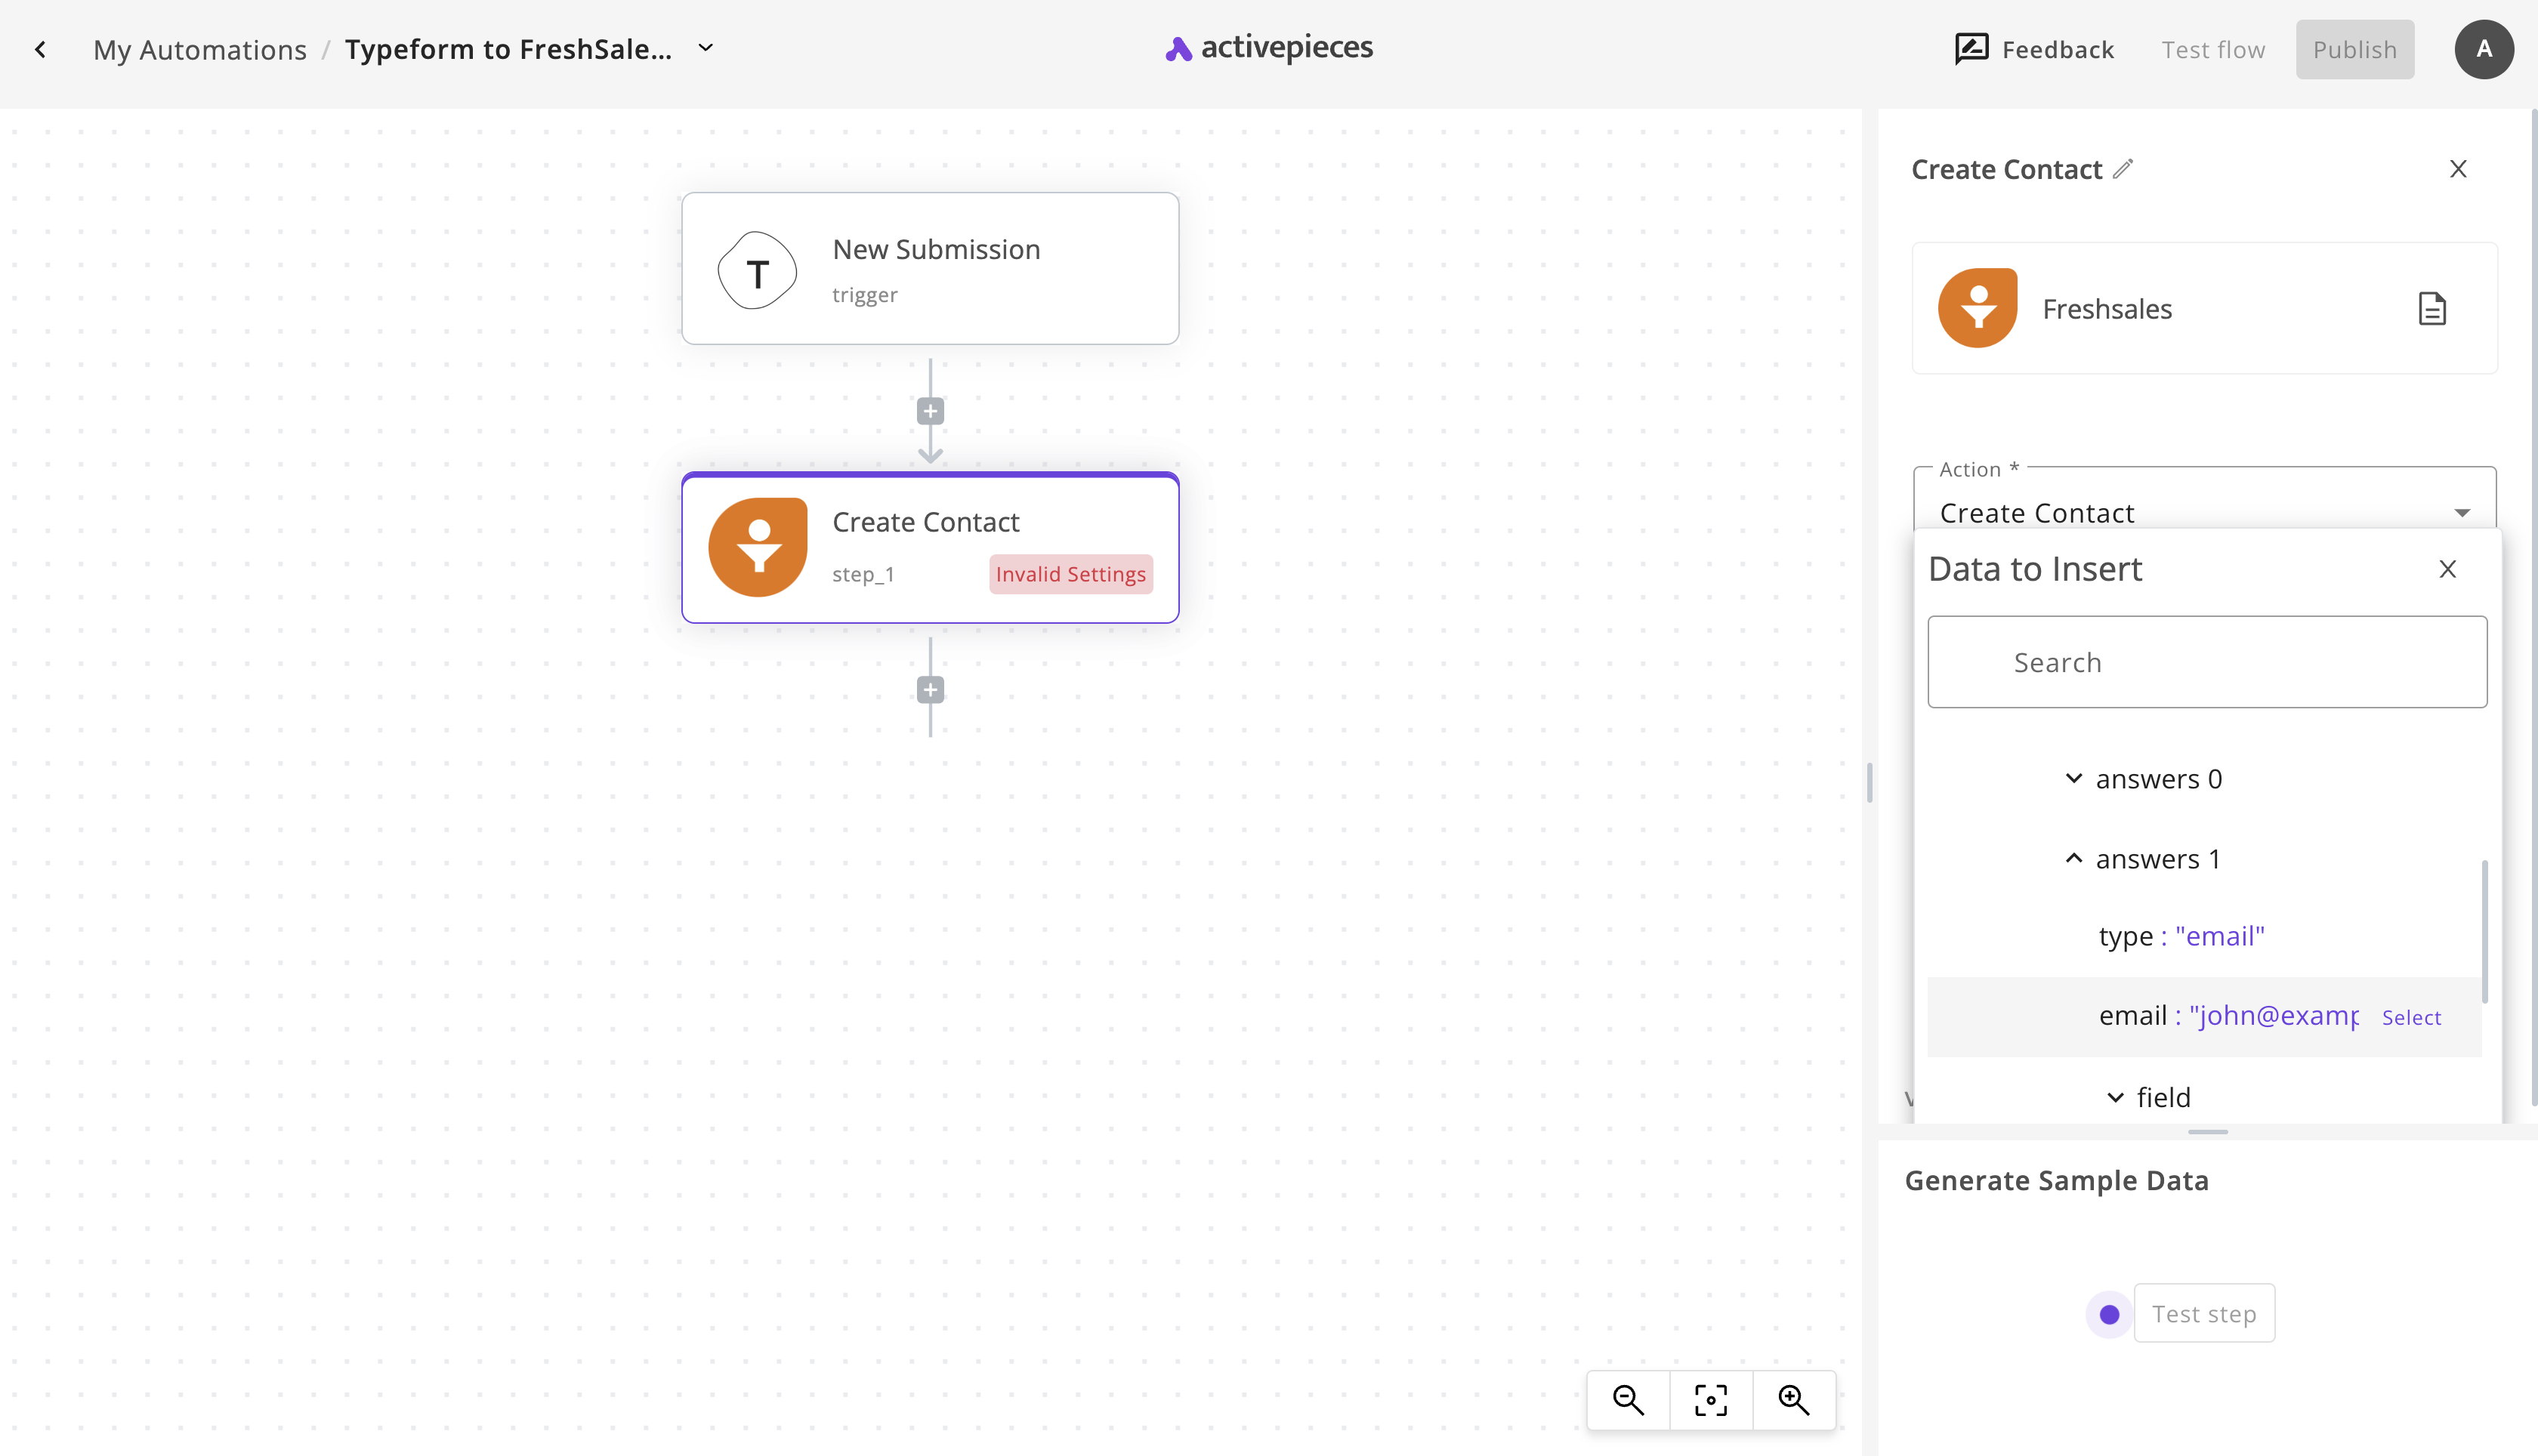 My Automations / Typeform to FreshSale...
activepieces
Feedback
Test flow
Publish
A
T
New Submission
trigger
Create Contact
step_1
Invalid Settings
Create Contact
Freshsales
Action *
Create Contact
Data to Insert
Search
answers 0
answers 1
type : "email"
email : "john@examp
Select
field
Generate Sample Data
Test step